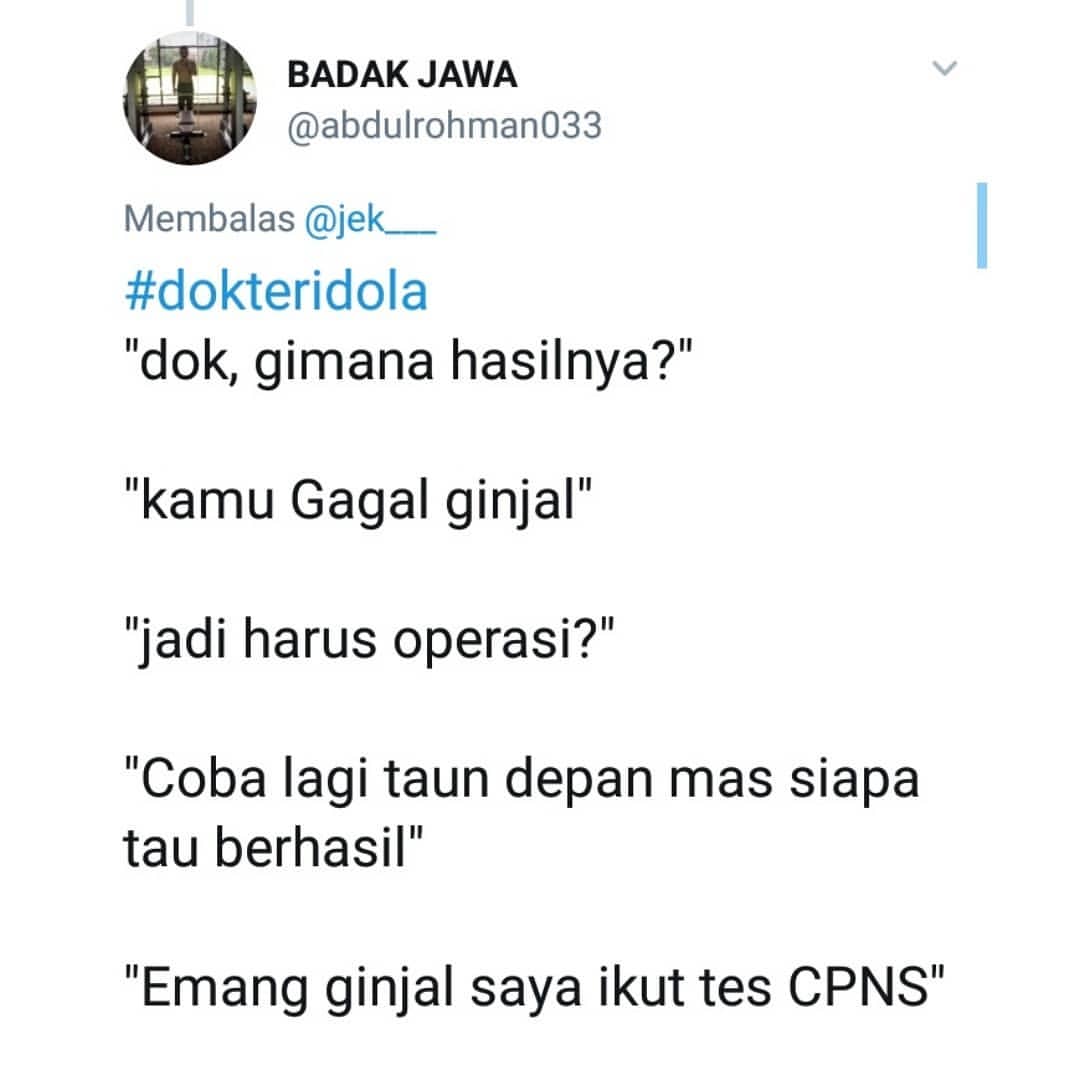 BADAK JAWA
@abdulrohman033
Membalas @jek___
#dokteridola
"dok, gimana hasilnya?"
"kamu Gagal ginjal"
"jadi harus operasi?"
"Coba lagi taun depan mas siapa
tau berhasil"
"Emang ginjal saya ikut tes CPNS"